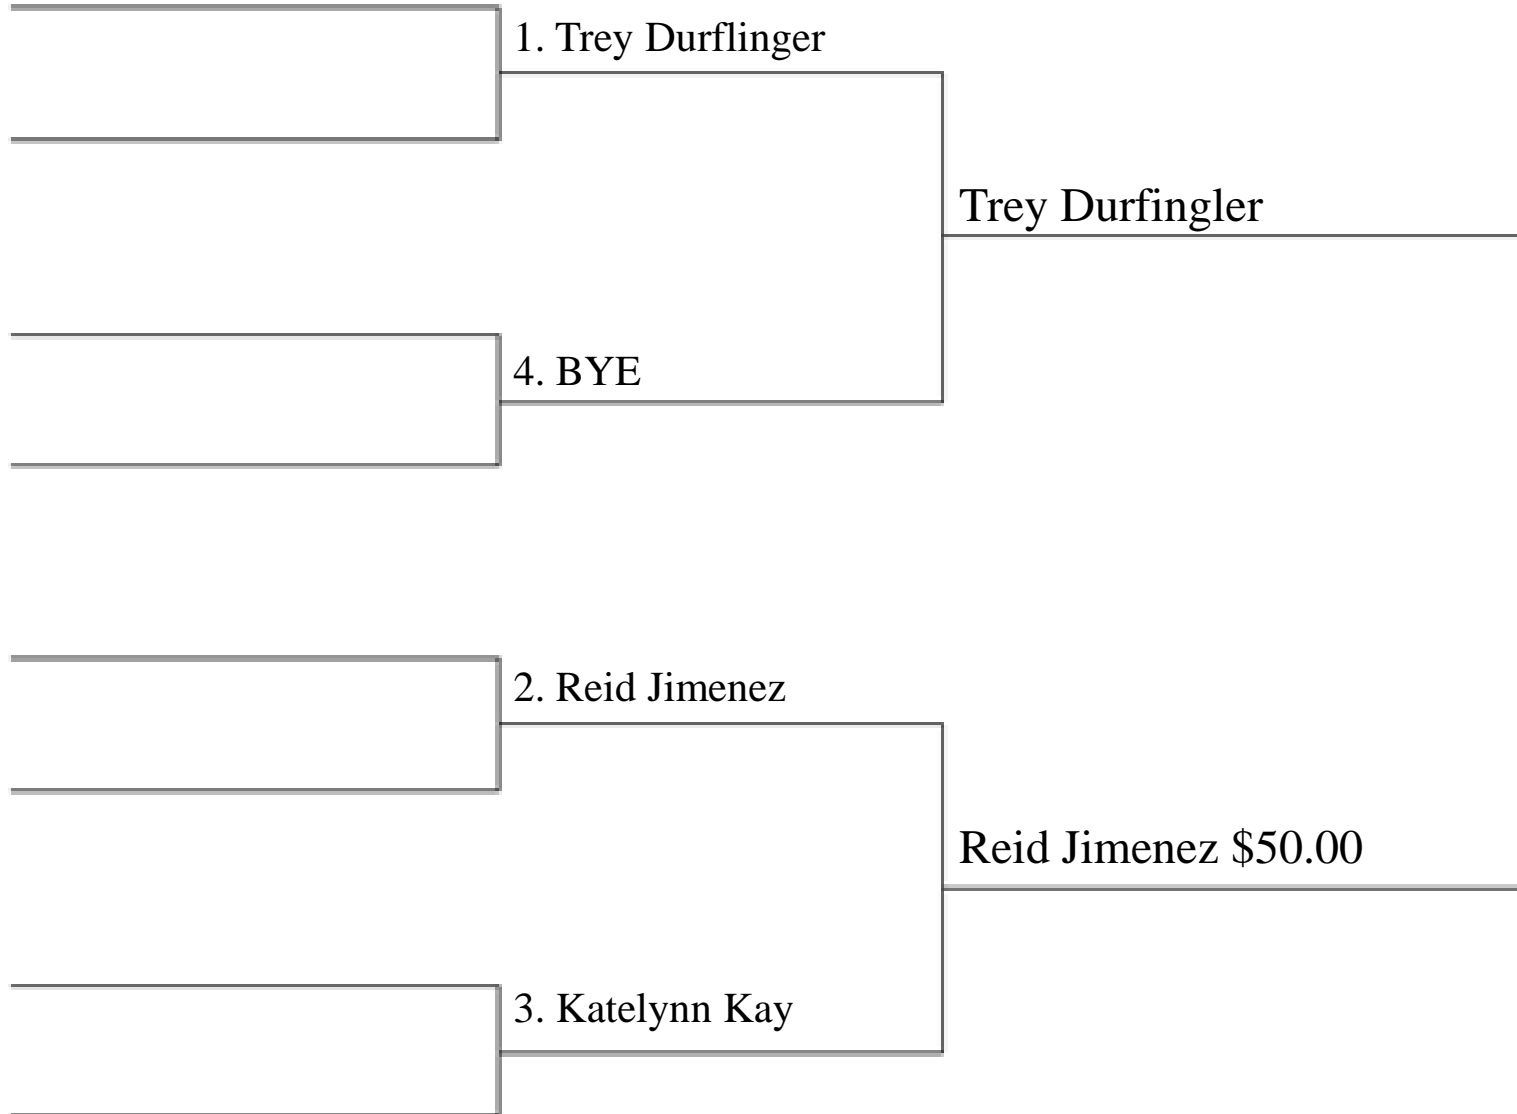 1. Trey Durflinger
Trey Durfingler
4. BYE
2. Reid Jimenez
Reid Jimenez $50.00
3. Katelynn Kay